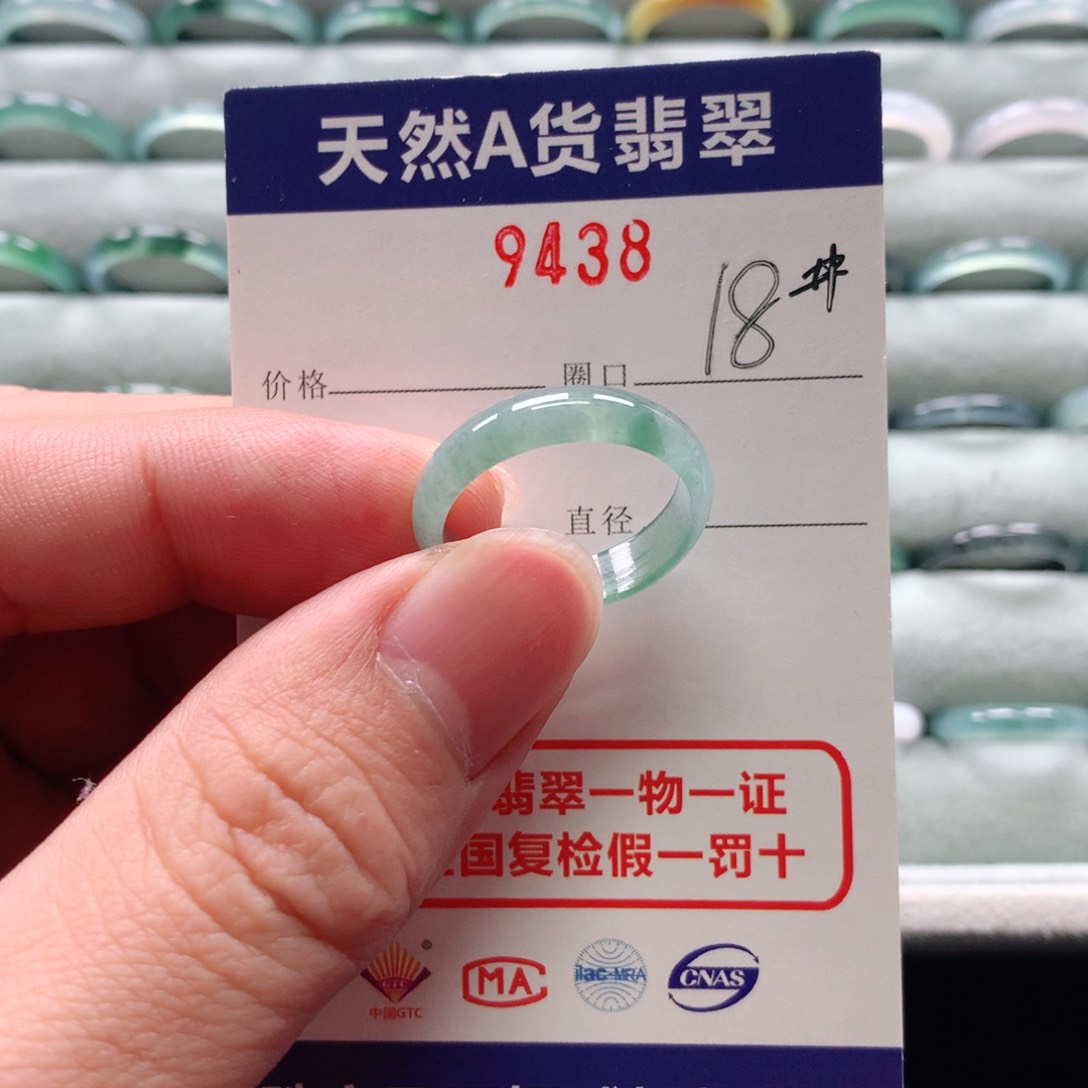 天然A货翡翠
9438
18#
价格 圈口
直径
翡翠一物一证
国复检假一罚十
GTC MA ilac-MRA CNAS
中国GTC